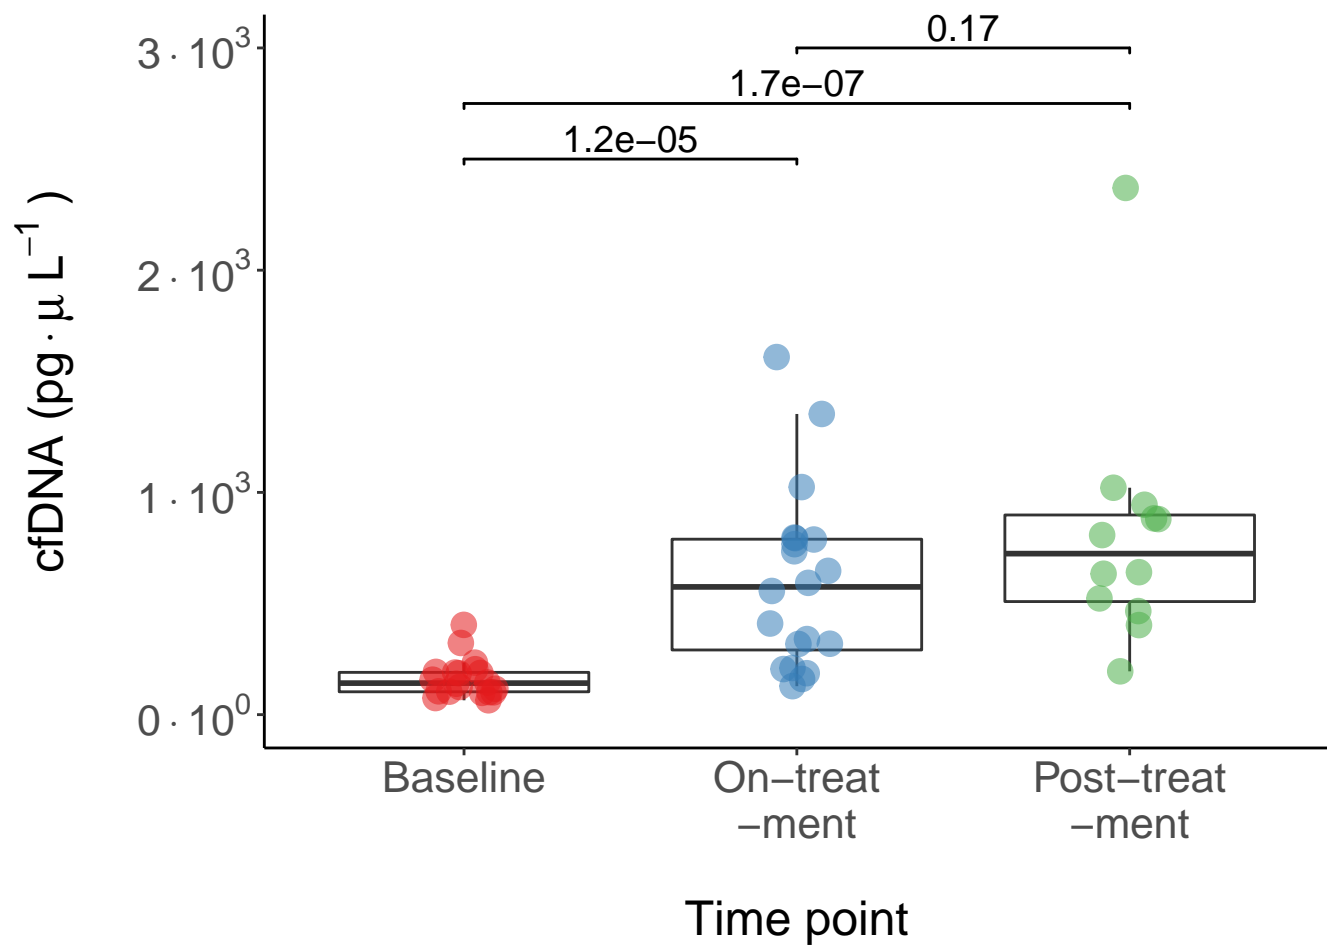 0.17
1.7e−07
1.2e−05
3 · 10³
2 · 10³
1 · 10³
0 · 10⁰
cfDNA (pg · μ L⁻¹ )
Baseline
On−treat
−ment
Post−treat
−ment
Time point